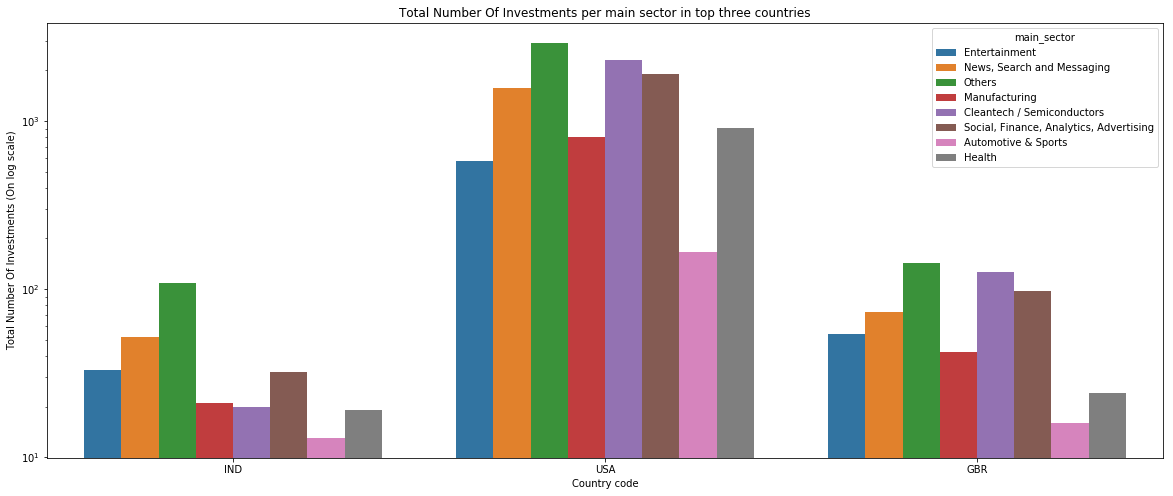 Total Number Of Investments per main sector in top three countries
main_sector
Entertainment
News, Search and Messaging
Others
Manufacturing
Cleantech / Semiconductors
Social, Finance, Analytics, Advertising
Automotive & Sports
Health
Total Number Of Investments (On log scale)
10³
10²
10¹
IND USA GBR
Country code